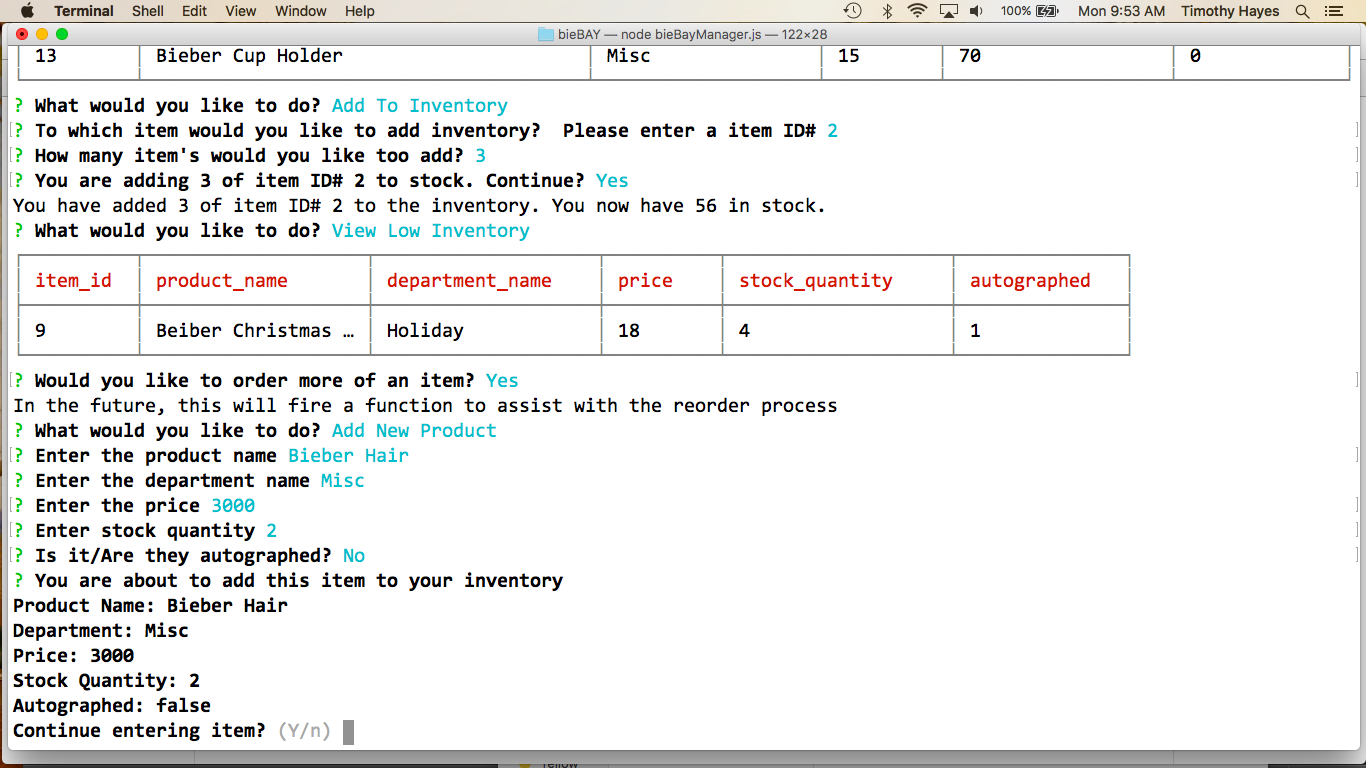 Terminal Shell Edit View Window Help 100% Mon 9:53 AM Timothy Hayes
bieBAY — node bieBayManager.js — 122×28
13 Bieber Cup Holder Misc 15 70 0
? What would you like to do? Add To Inventory
? To which item would you like to add inventory?  Please enter a item ID# 2
? How many item's would you like too add? 3
? You are adding 3 of item ID# 2 to stock. Continue? Yes
You have added 3 of item ID# 2 to the inventory. You now have 56 in stock.
? What would you like to do? View Low Inventory
item_id product_name department_name price stock_quantity autographed
9 Beiber Christmas … Holiday 18 4 1
? Would you like to order more of an item? Yes
In the future, this will fire a function to assist with the reorder process
? What would you like to do? Add New Product
? Enter the product name Bieber Hair
? Enter the department name Misc
? Enter the price 3000
? Enter stock quantity 2
? Is it/Are they autographed? No
? You are about to add this item to your inventory
Product Name: Bieber Hair
Department: Misc
Price: 3000
Stock Quantity: 2
Autographed: false
Continue entering item? (Y/n)
Yellow